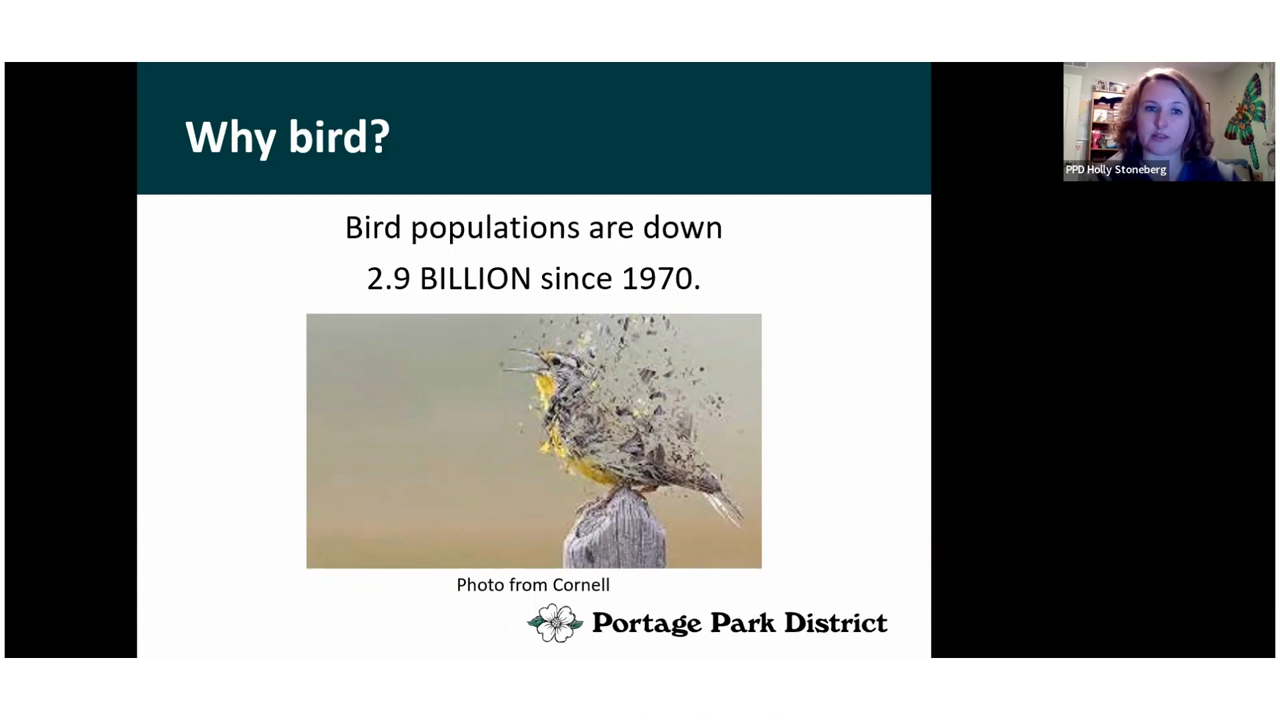 Why bird?
PPD Holly Stoneberg
Bird populations are down
2.9 BILLION since 1970.
Photo from Cornell
Portage Park District